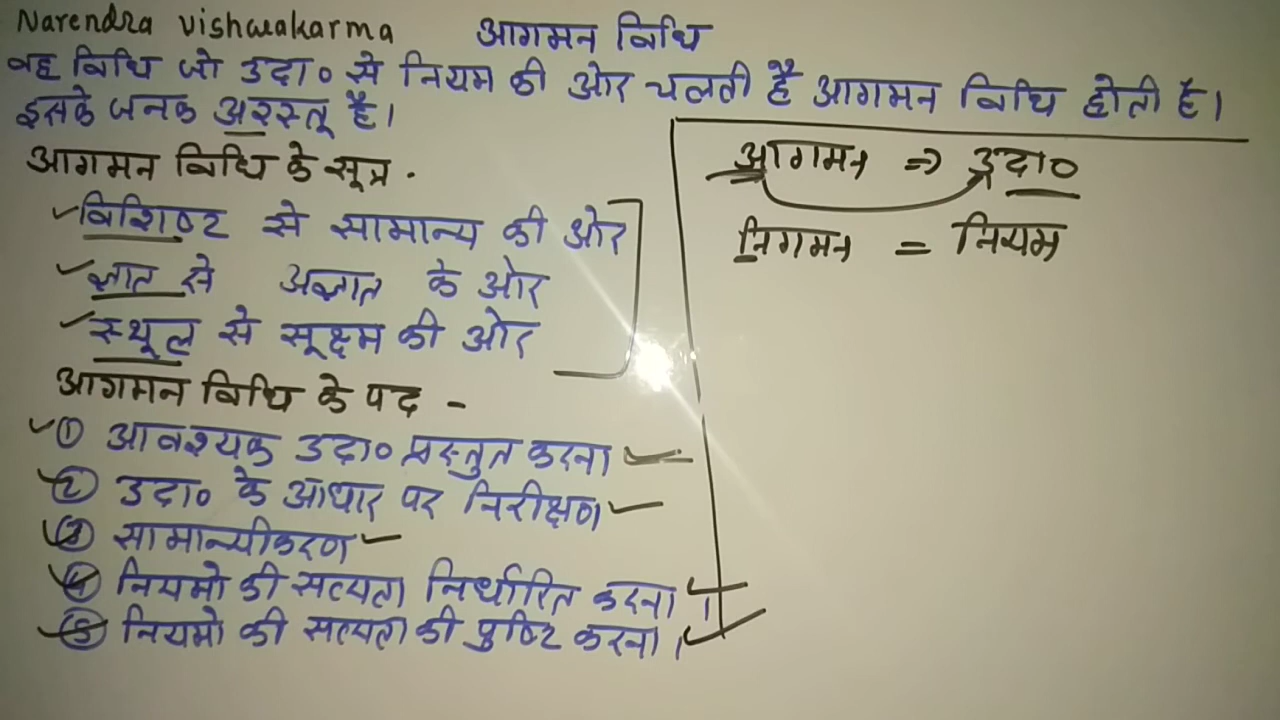 Narendra vishwakarma
आगमन विधि
वह विधि जो उदा० से नियम की ओर चलती है आगमन विधि होती है।
इसके जनक अरस्तू है।
आगमन विधि के सूत्र .
विशिष्ट से सामान्य की ओर
ज्ञात से अज्ञात के ओर
स्थूल से सूक्ष्म की ओर
आगमन विधि के पद -
① आवश्यक उदा० प्रस्तुत करना
② उदा० के आधार पर निरीक्षण
③ सामान्यीकरण
④ नियमो की सत्यता निर्धारित करना ।
⑤ नियमो की सत्यता की पुष्टि करना ।
आगमन => उदा०
निगमन = नियम